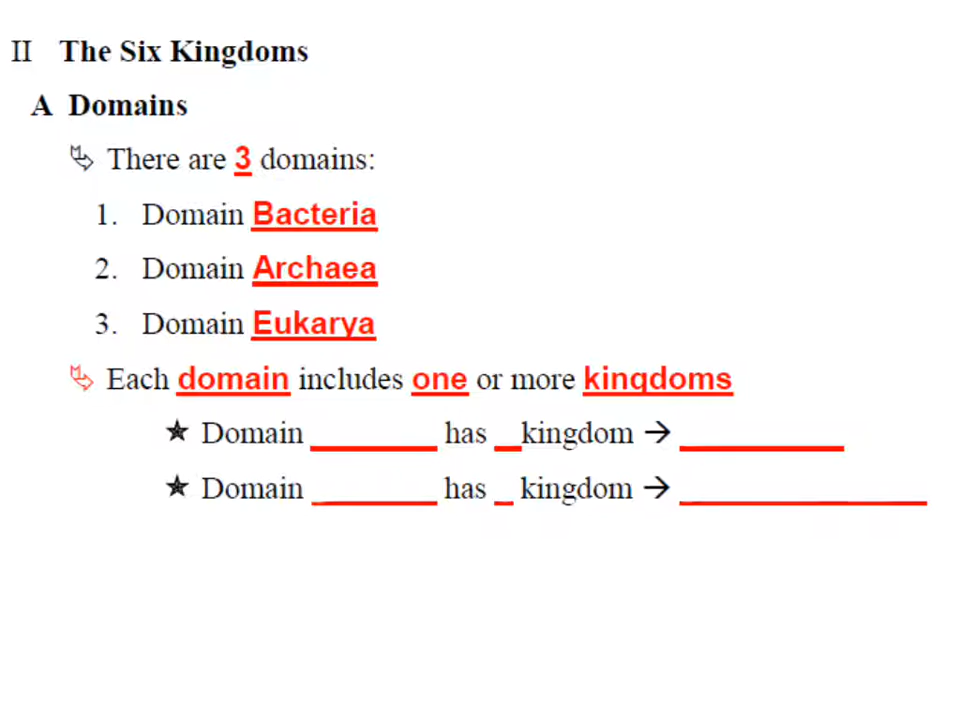 II The Six Kingdoms
A Domains
There are 3 domains:
1. Domain Bacteria
2. Domain Archaea
3. Domain Eukarya
Each domain includes one or more kingdoms
★ Domain ________ has __kingdom → __________
★ Domain ________ has _ kingdom → _______________